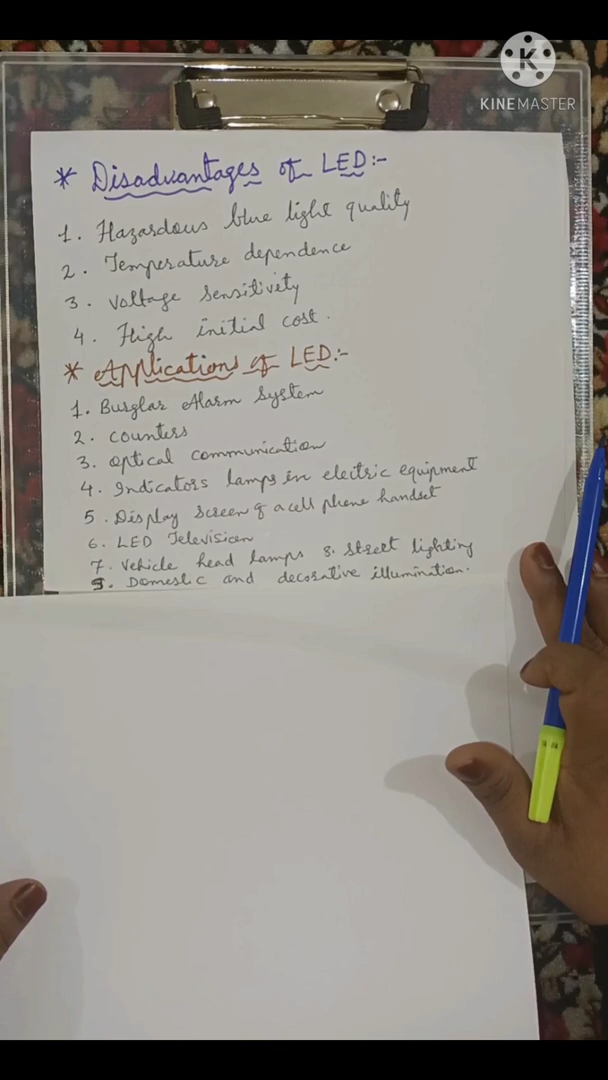 KINEMASTER
* Disadvantages of LED:-
1. Hazardous blue light quality
2. Temperature dependence
3. Voltage Sensitivity
4. High initial cost.
* Applications of LED:-
1. Burglar Alarm System
2. counters
3. optical communication
4. Indicators lamps in electric equipment
5. Display screen of a cell phone handset
6. LED Television
7. Vehicle head lamps 8. Street lighting
9. Domestic and decorative illumination.